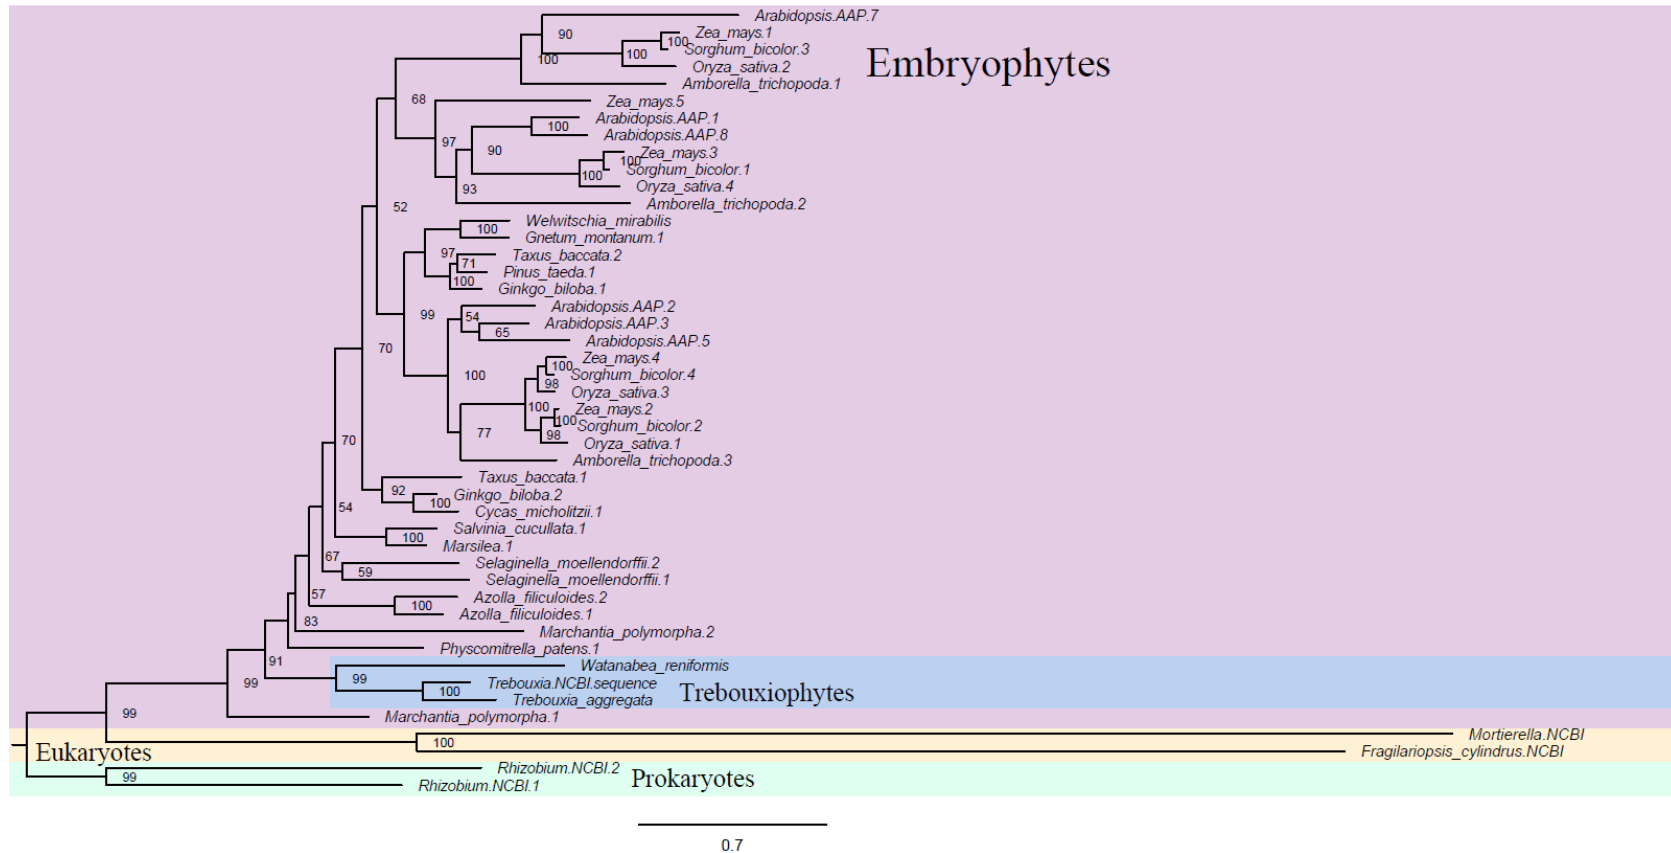 Arabidopsis.AAP.7
90
Zea_mays.1
100
Sorghum_bicolor.3
100
100
Oryza_sativa.2
Embryophytes
Amborella_trichopoda.1
68
Zea_mays.5
Arabidopsis.AAP.1
100
Arabidopsis.AAP.8
97
90
Zea_mays.3
100
Sorghum_bicolor.1
100
Oryza_sativa.4
93
Amborella_trichopoda.2
52
Welwitschia_mirabilis
100
Gnetum_montanum.1
97
Taxus_baccata.2
71
Pinus_taeda.1
100
Ginkgo_biloba.1
Arabidopsis.AAP.2
99
54
Arabidopsis.AAP.3
65
Arabidopsis.AAP.5
70
Zea_mays.4
100
Sorghum_bicolor.4
100
98
Oryza_sativa.3
100
Zea_mays.2
100
Sorghum_bicolor.2
77
98
Oryza_sativa.1
70
Amborella_trichopoda.3
Taxus_baccata.1
92
Ginkgo_biloba.2
100
Cycas_micholitzii.1
54
Salvinia_cucullata.1
100
Marsilea.1
67
Selaginella_moellendorffii.2
59
Selaginella_moellendorffii.1
57
Azolla_filiculoides.2
100
Azolla_filiculoides.1
83
Marchantia_polymorpha.2
Physcomitrella_patens.1
91
Watanabea_reniformis
99
99
Trebouxia.NCBI.sequence
100
Trebouxiophytes
Trebouxia_aggregata
99
Marchantia_polymorpha.1
Mortierella.NCBI
100
Eukaryotes
Fragilariopsis_cylindrus.NCBI
Rhizobium.NCBI.2
99
Prokaryotes
Rhizobium.NCBI.1
0.7